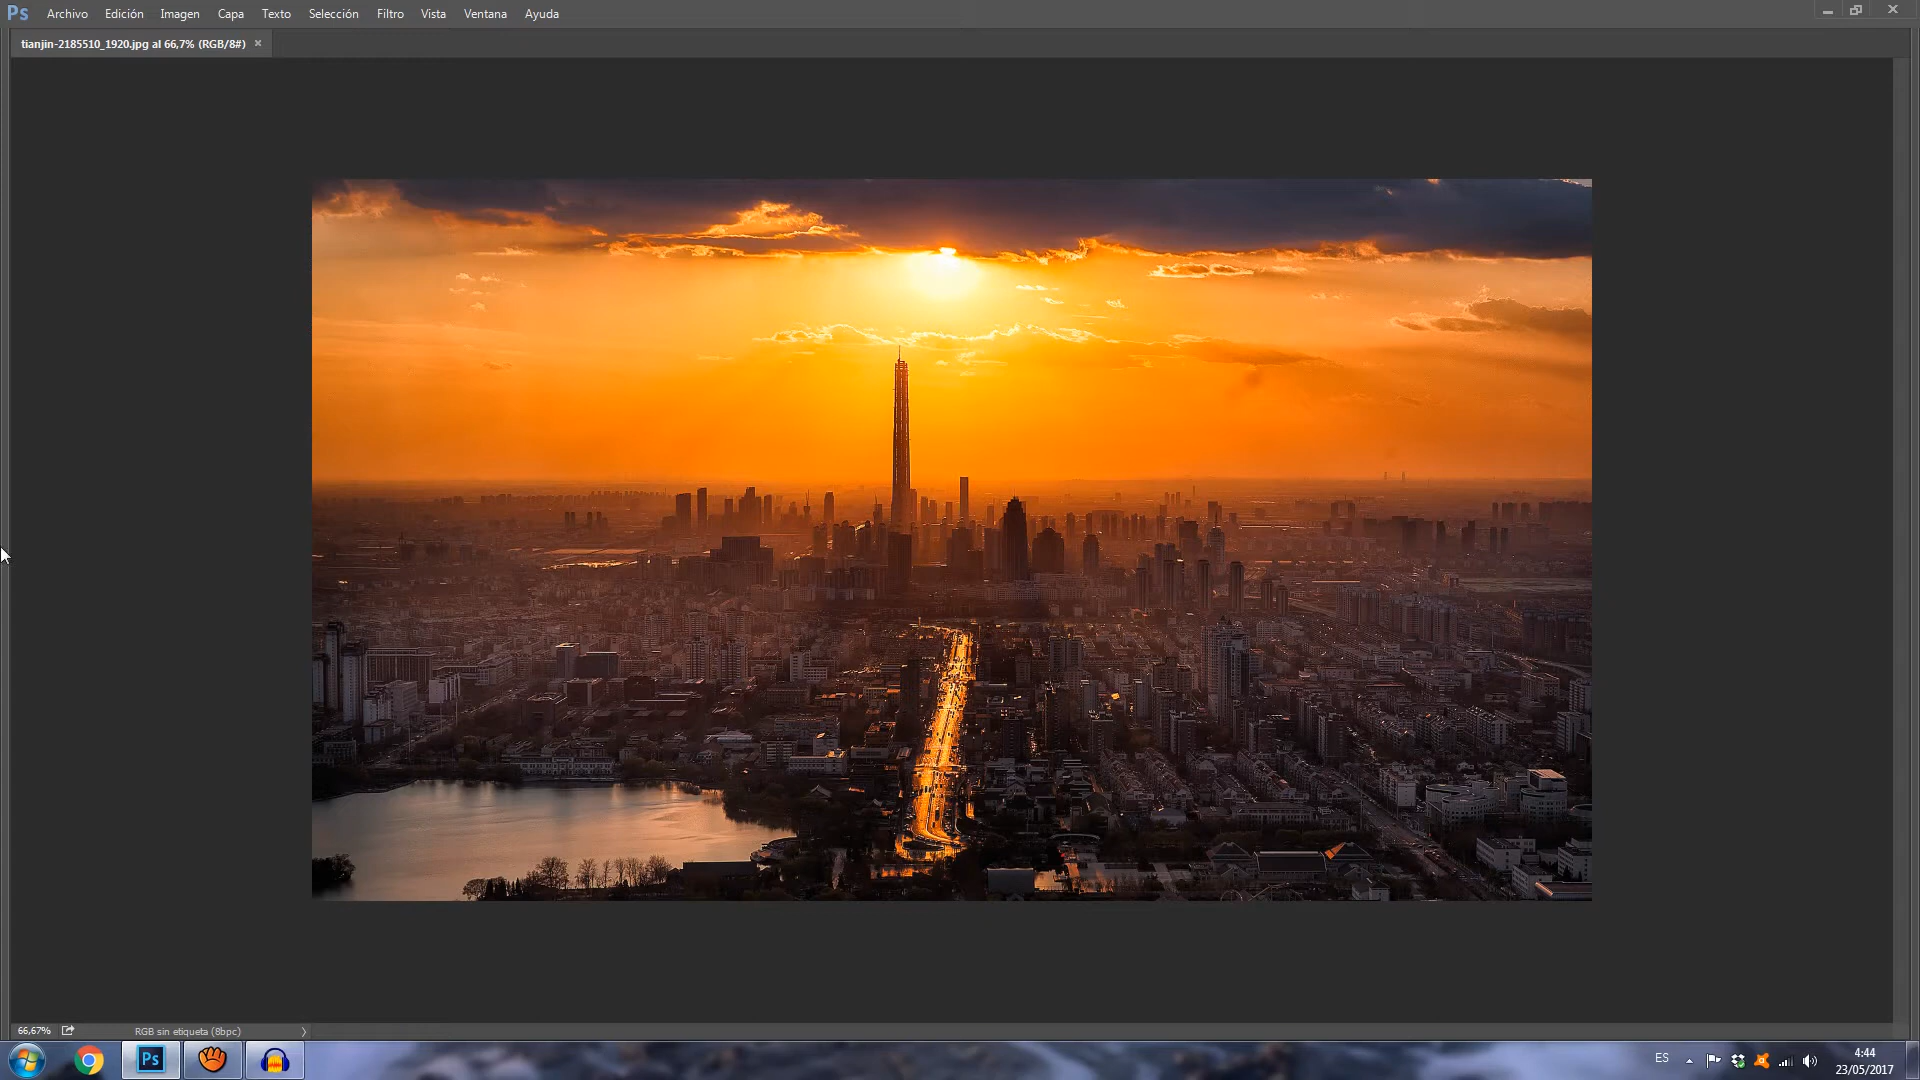 Ps Archivo Edición Imagen Capa Texto Selección Filtro Vista Ventana Ayuda
tianjin-2185510_1920.jpg al 66,7% (RGB/8#) ×
66,67% RGB sin etiqueta (8bpc)
Ps ES 4:44
23/05/2017